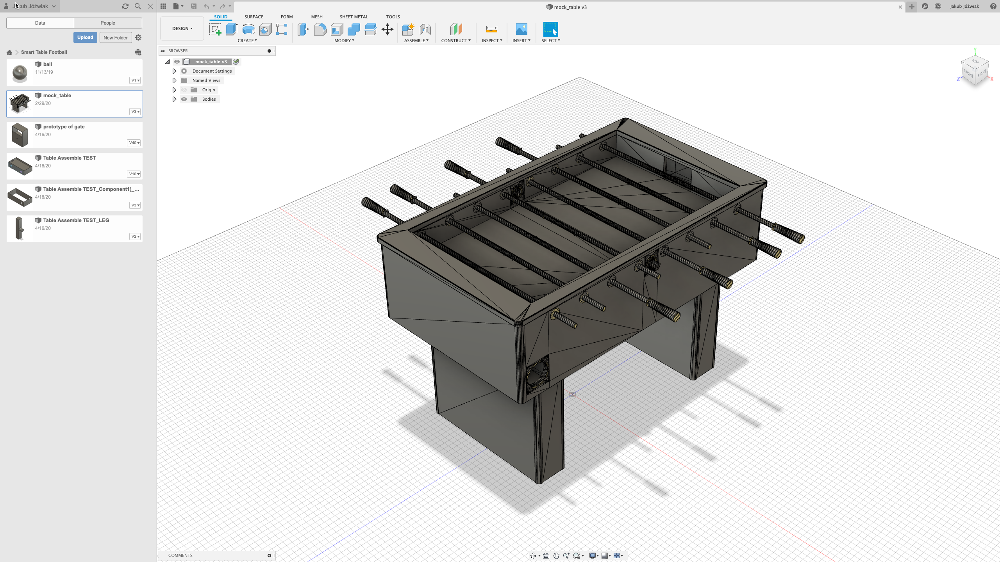 Jakub Jóźwiak
mock_table v3
Jakub Jóźwiak
Data
People
Upload
New Folder
Smart Table Football
ball
11/13/19
V1
mock_table
2/29/20
V3
prototype of gate
4/16/20
V40
Table Assemble TEST
4/16/20
V10
Table Assemble TEST_Component1)_...
4/16/20
V3
Table Assemble TEST_LEG
4/16/20
V2
DESIGN
SOLID
SURFACE
FORM
MESH
SHEET METAL
TOOLS
CREATE
MODIFY
ASSEMBLE
CONSTRUCT
INSPECT
INSERT
SELECT
BROWSER
mock_table v3
Document Settings
Named Views
Origin
Bodies
Y
TOP
FRONT
RIGHT
Z
X
COMMENTS